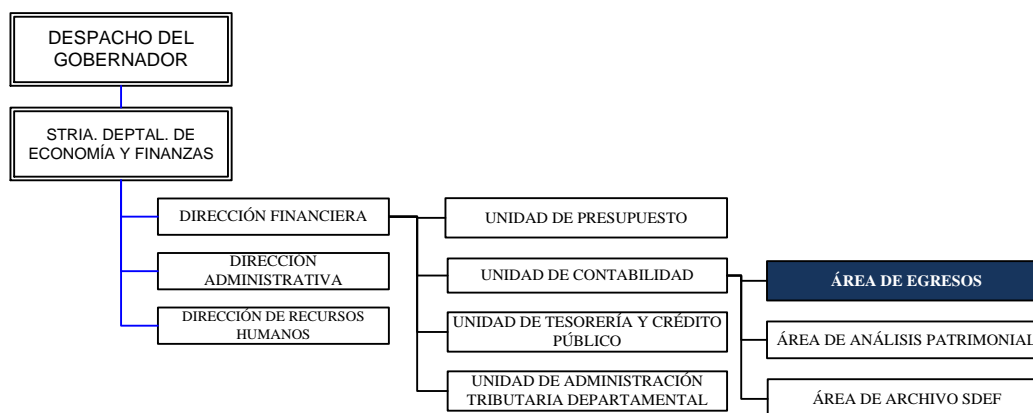 DESPACHO DEL
GOBERNADOR
STRIA. DEPTAL. DE
ECONOMÍA Y FINANZAS
DIRECCIÓN FINANCIERA
DIRECCIÓN
ADMINISTRATIVA
DIRECCIÓN DE RECURSOS
HUMANOS
UNIDAD DE PRESUPUESTO
UNIDAD DE CONTABILIDAD
UNIDAD DE TESORERÍA Y CRÉDITO
PÚBLICO
UNIDAD DE ADMINISTRACIÓN
TRIBUTARIA DEPARTAMENTAL
ÁREA DE EGRESOS
ÁREA DE ANÁLISIS PATRIMONIAL
ÁREA DE ARCHIVO SDEF